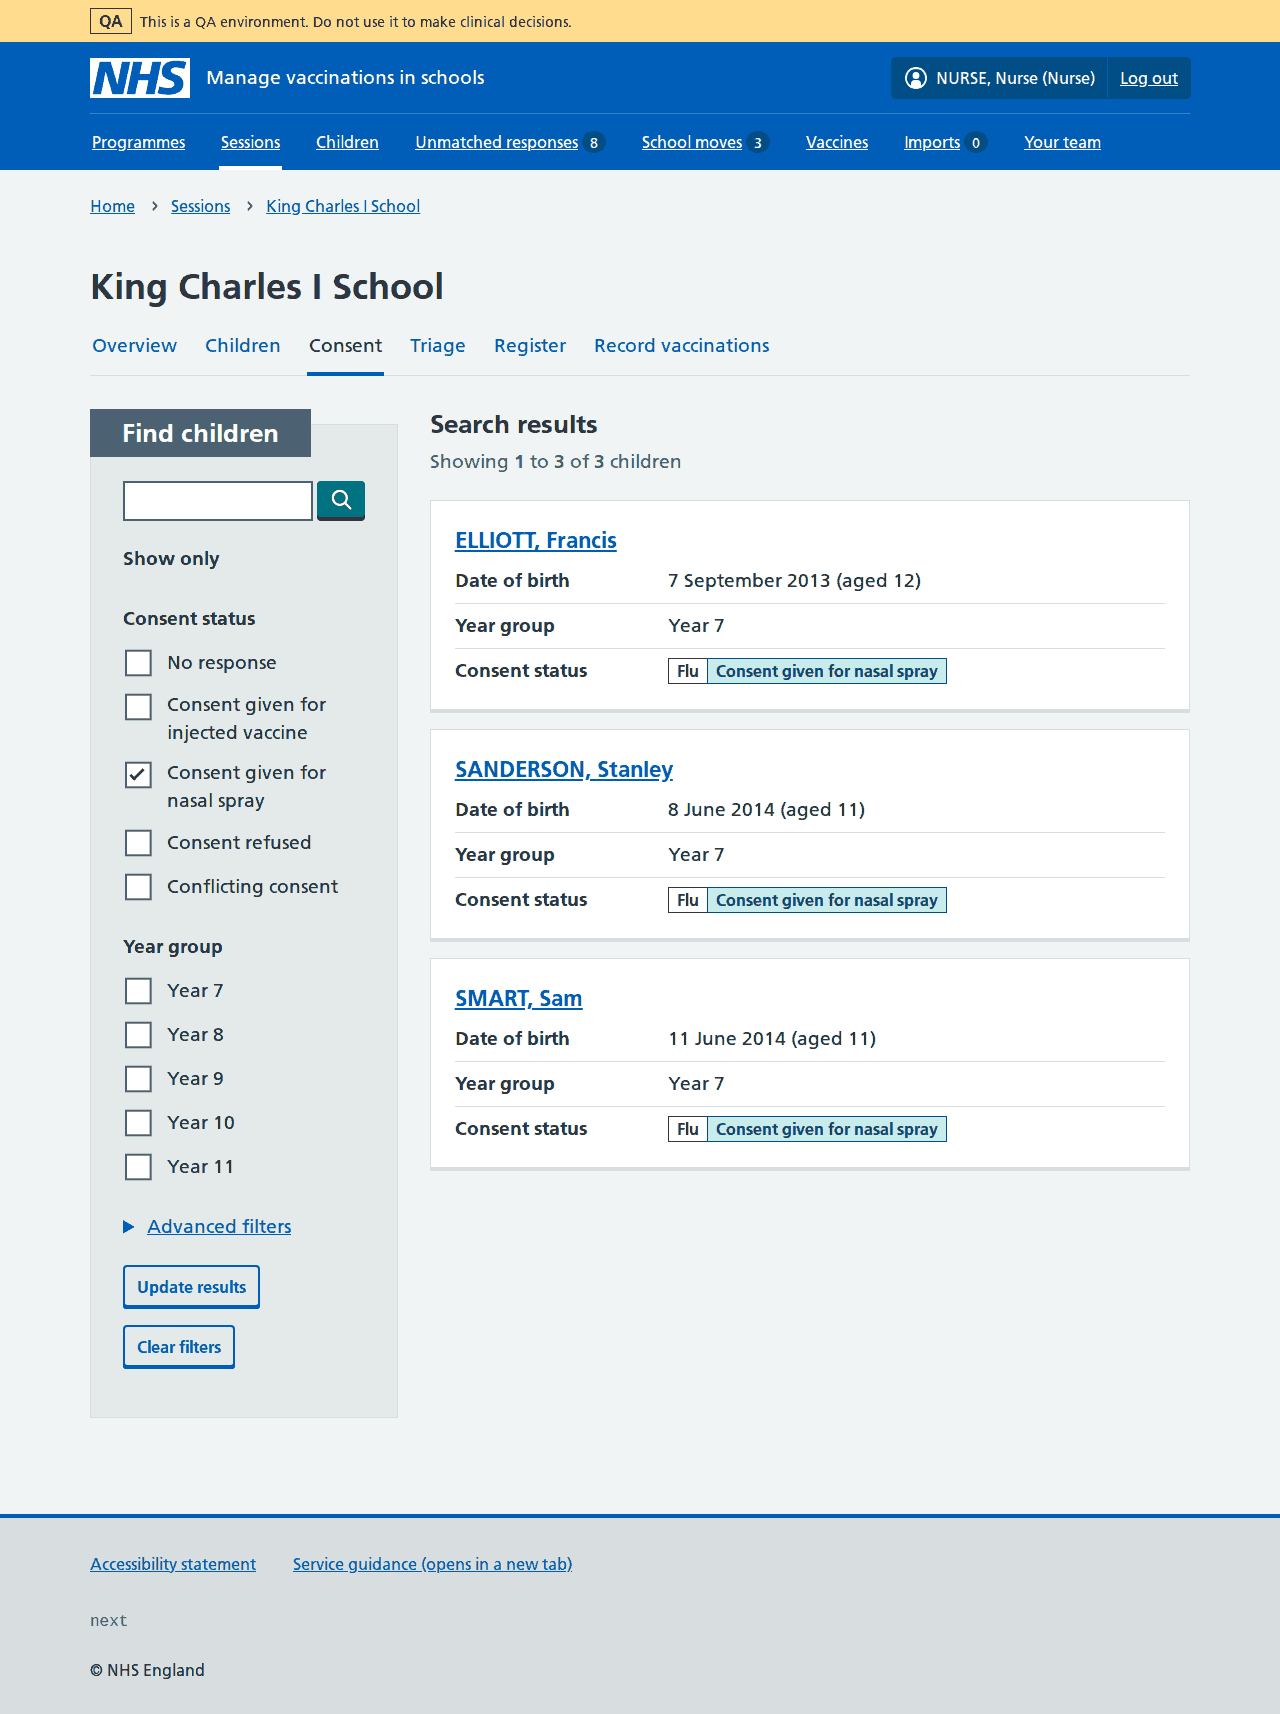 QA This is a QA environment. Do not use it to make clinical decisions.
NHS Manage vaccinations in schools NURSE, Nurse (Nurse) Log out
Programmes Sessions Children Unmatched responses 8 School moves 3 Vaccines Imports 0 Your team
Home Sessions King Charles I School
King Charles I School
Overview Children Consent Triage Register Record vaccinations
Find children
Show only
Consent status
No response
Consent given for
injected vaccine
Consent given for
nasal spray
Consent refused
Conflicting consent
Year group
Year 7
Year 8
Year 9
Year 10
Year 11
Advanced filters
Update results
Clear filters
Search results
Showing 1 to 3 of 3 children
ELLIOTT, Francis
Date of birth 7 September 2013 (aged 12)
Year group Year 7
Consent status Flu Consent given for nasal spray
SANDERSON, Stanley
Date of birth 8 June 2014 (aged 11)
Year group Year 7
Consent status Flu Consent given for nasal spray
SMART, Sam
Date of birth 11 June 2014 (aged 11)
Year group Year 7
Consent status Flu Consent given for nasal spray
Accessibility statement Service guidance (opens in a new tab)
next
© NHS England